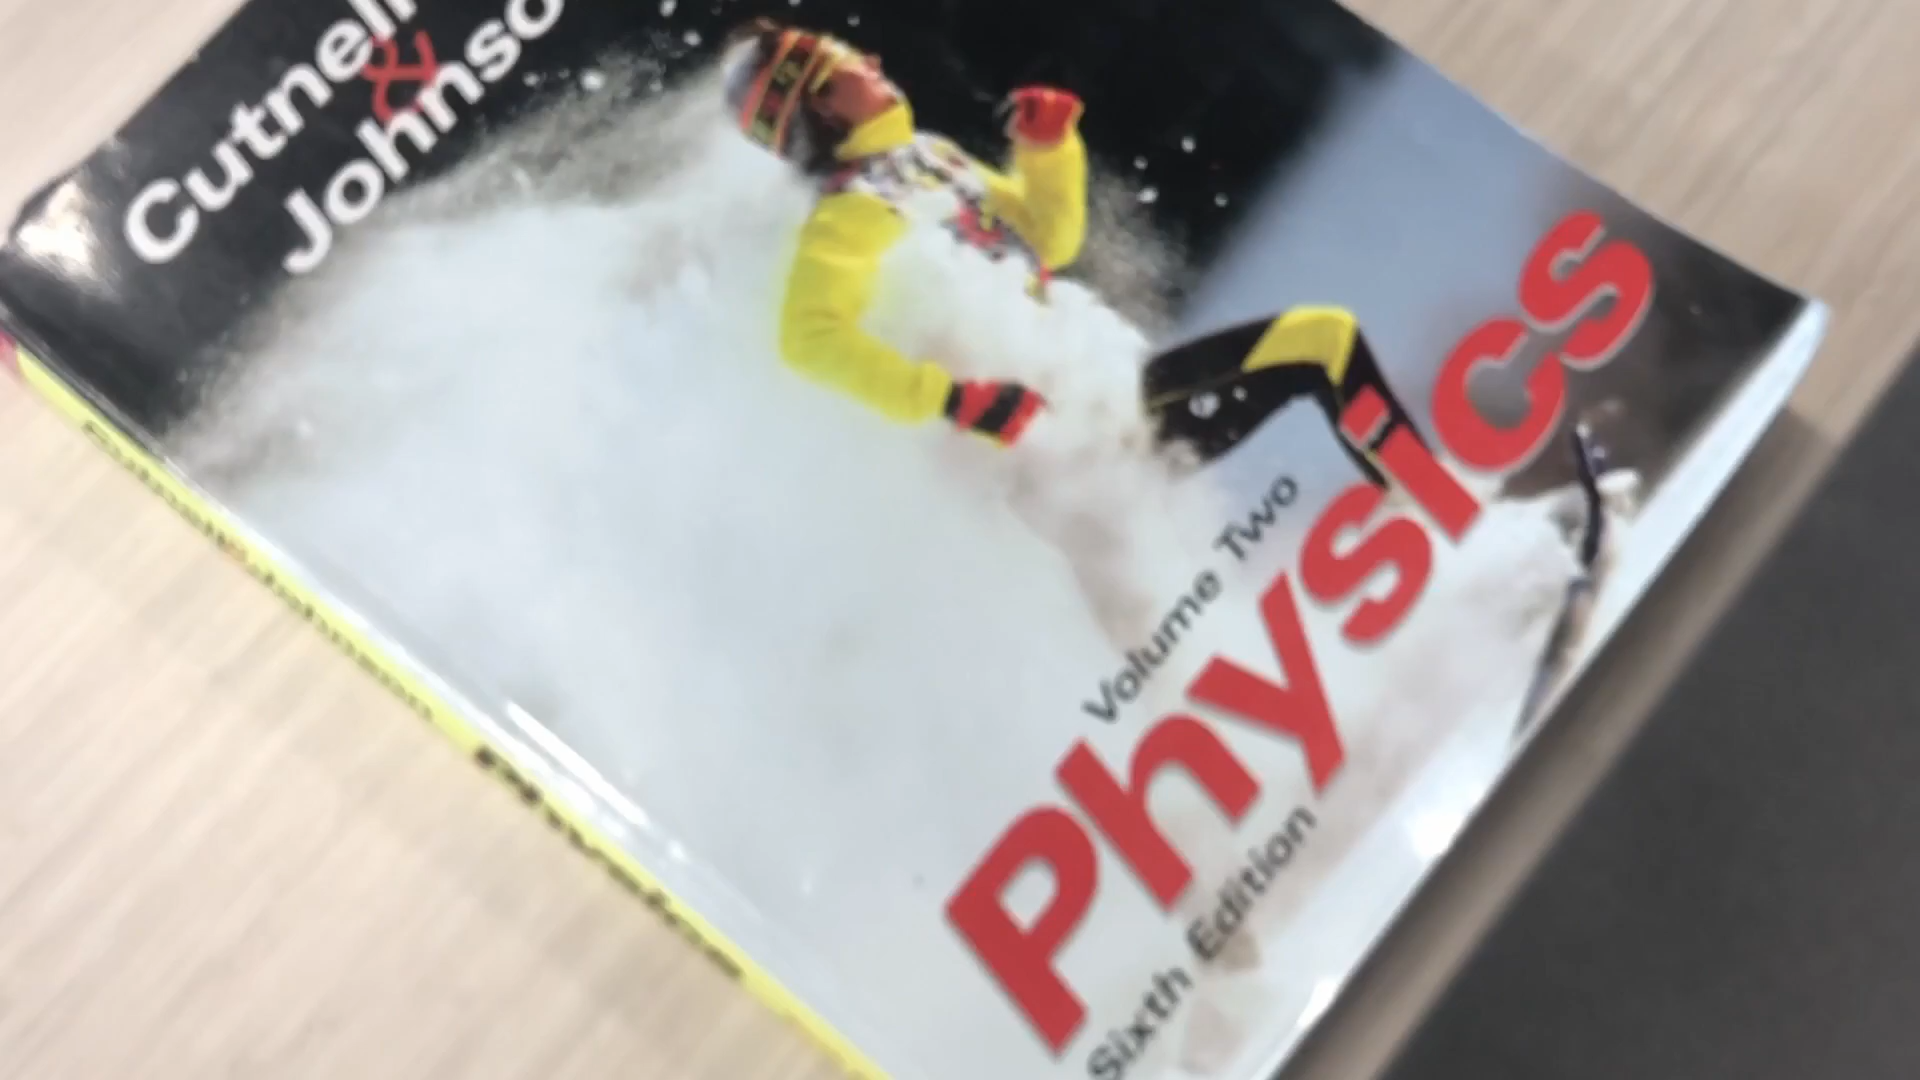 Cutnell
&
Johnso
Volume Two
Physics
Sixth Edition